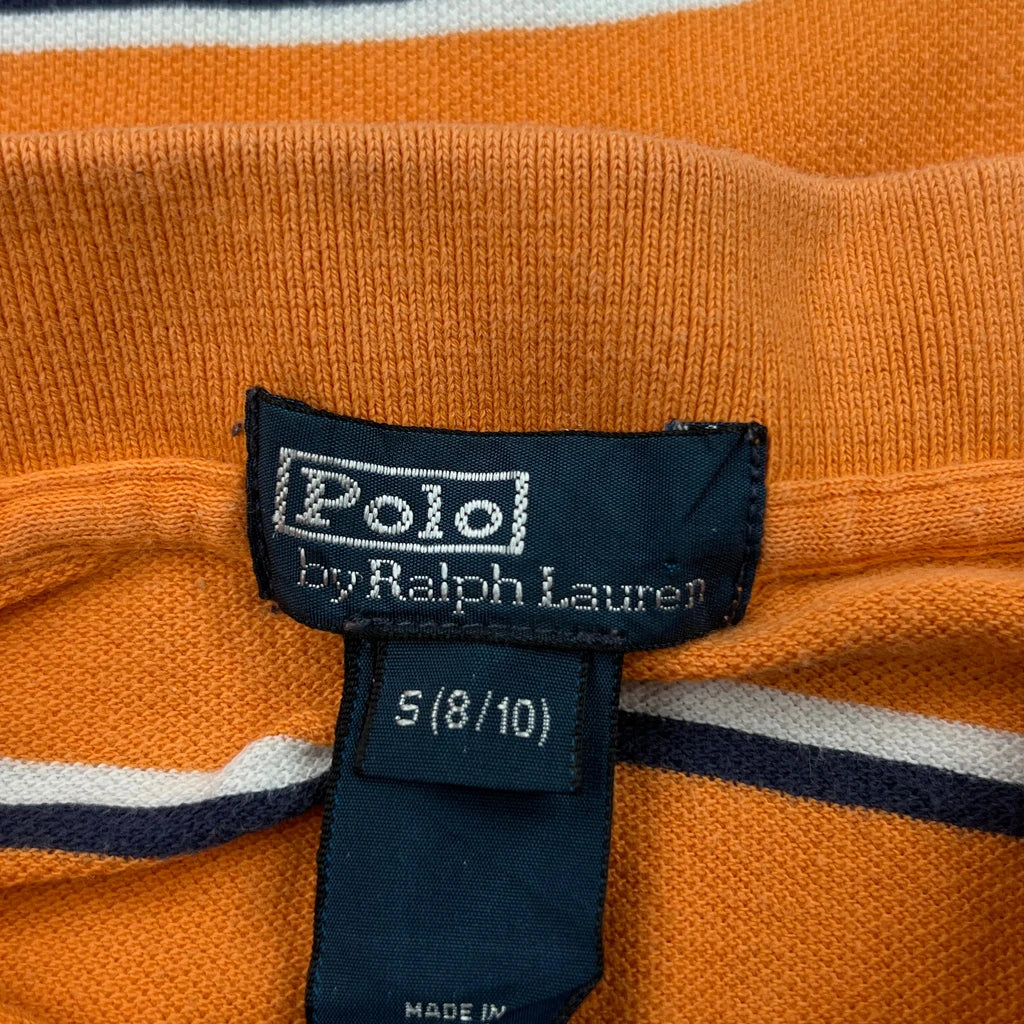 Polo
by Ralph Lauren
S (8/10)
MADE IN